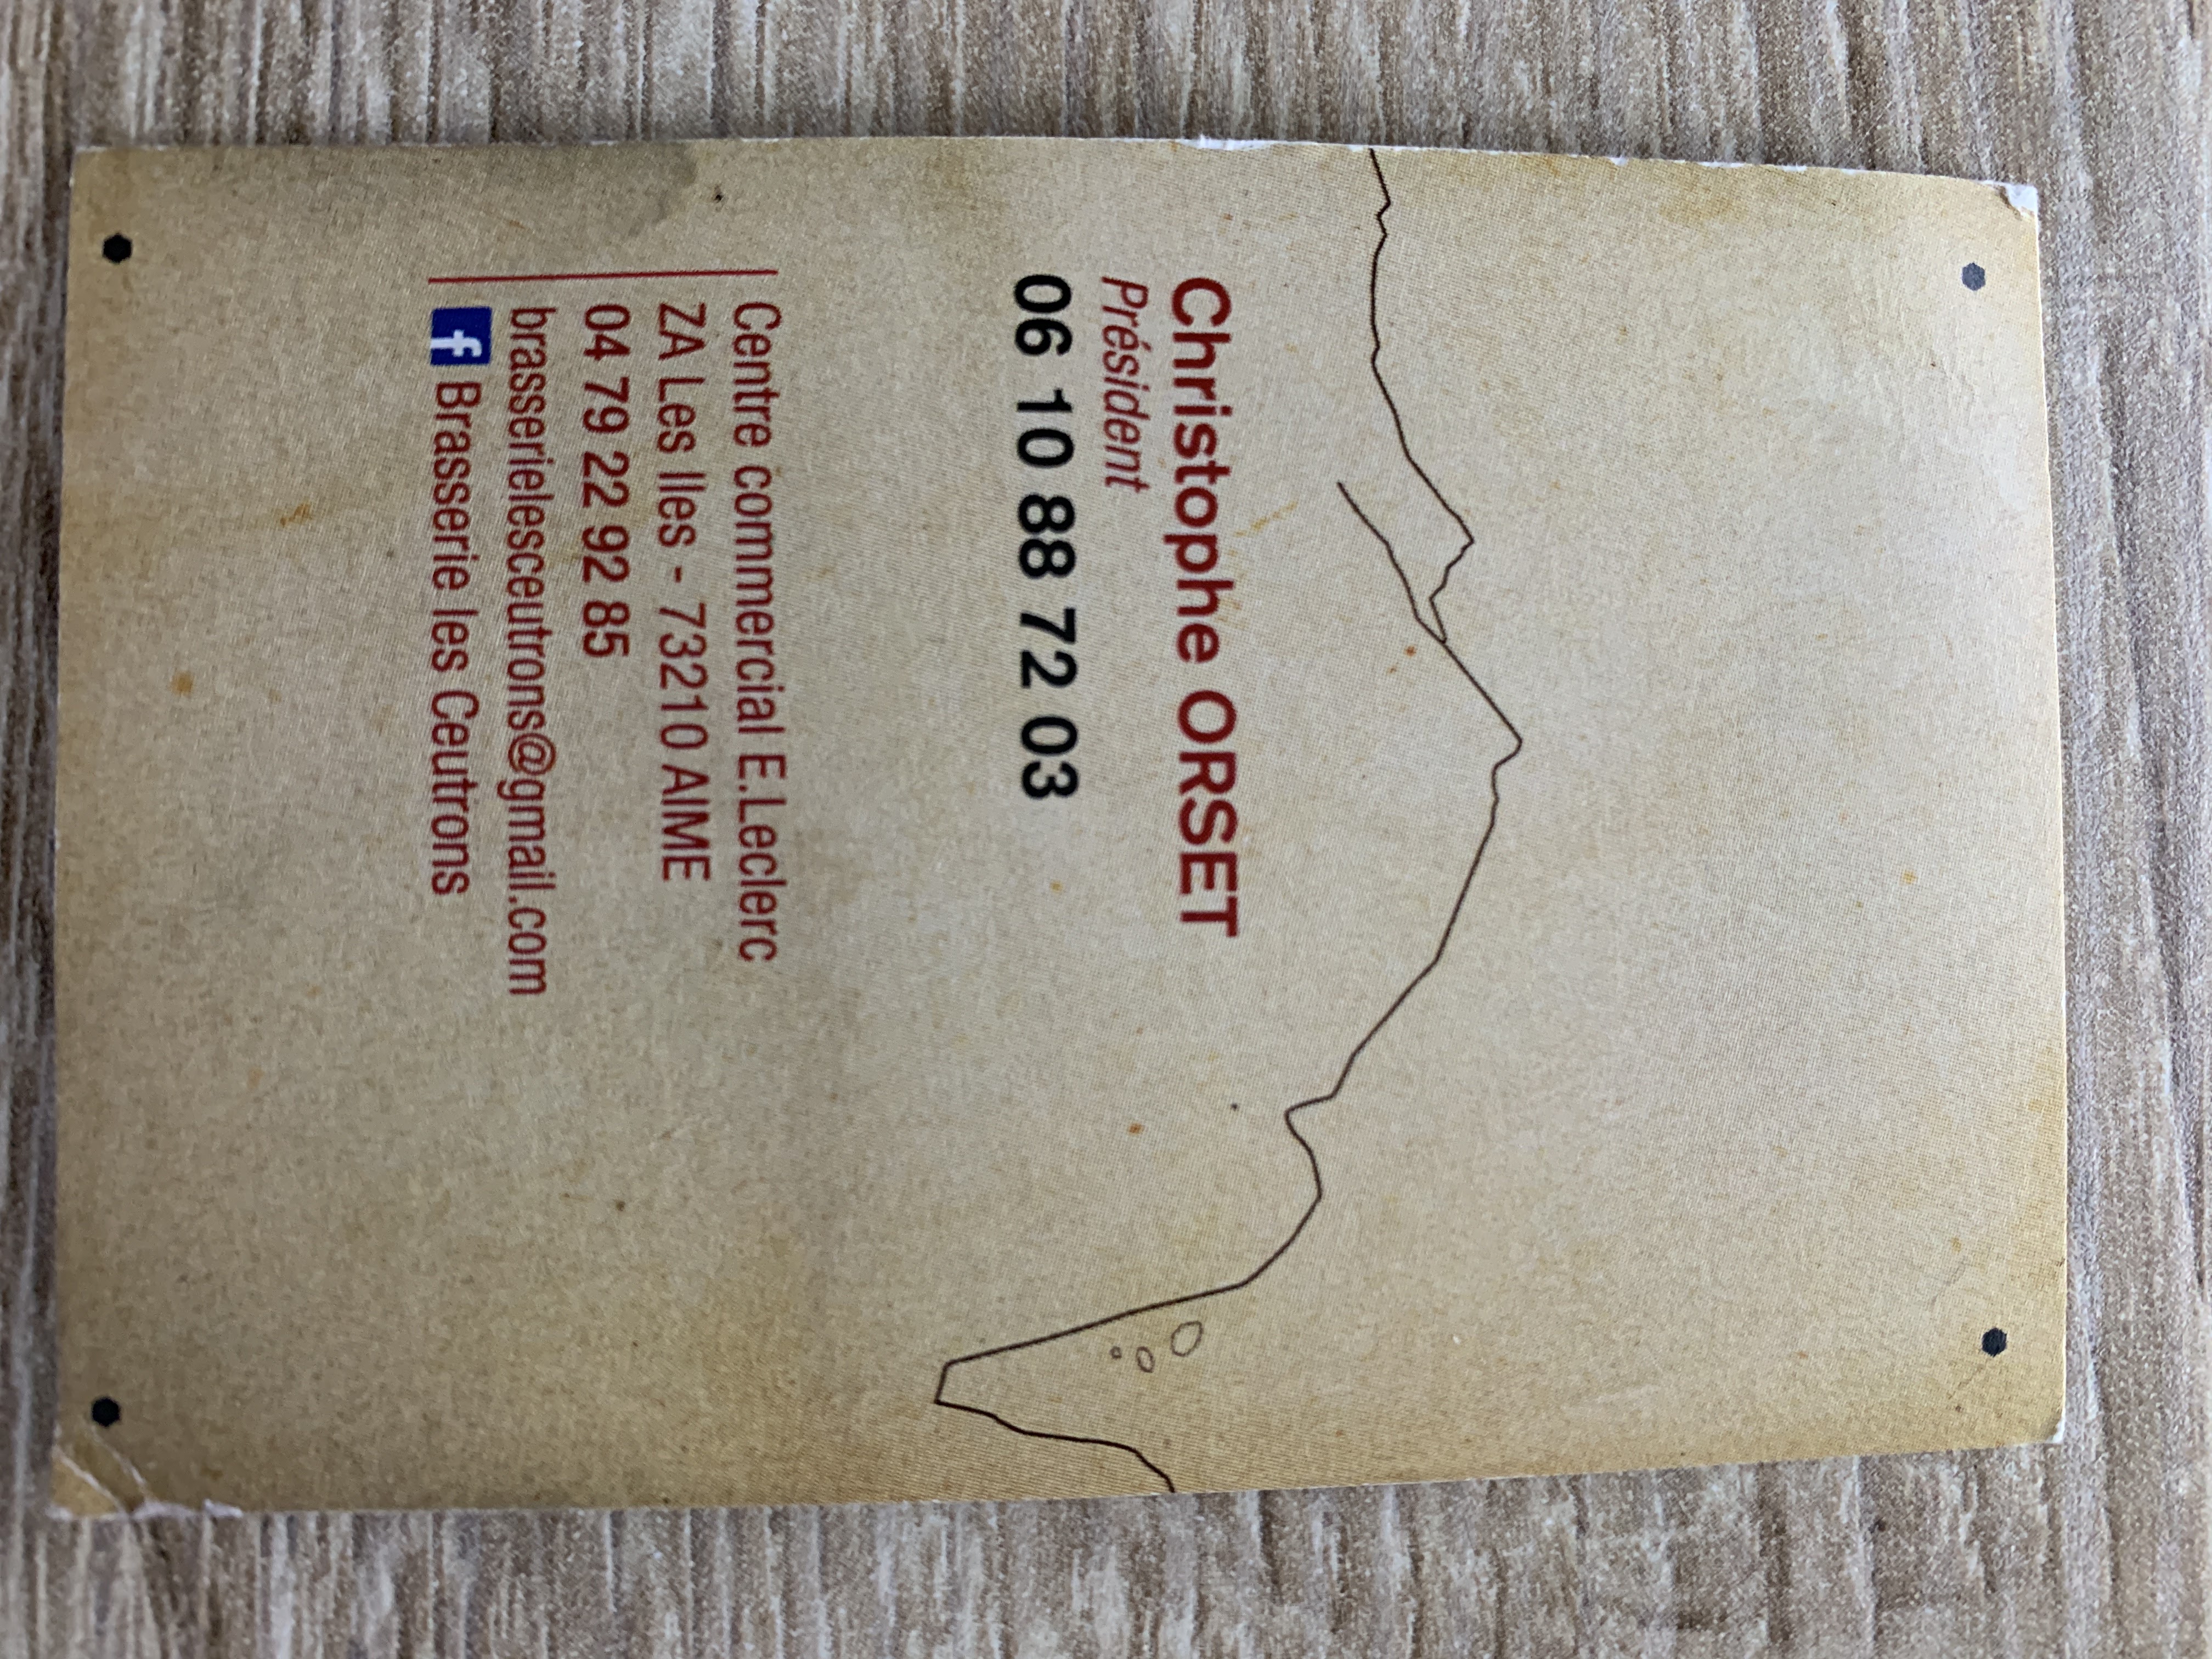 Christophe ORSET
Président
06 10 88 72 03
Centre commercial E.Leclerc
ZA Les Iles - 73210 AIME
04 79 22 92 85
brasserielesceutrons@gmail.com
f Brasserie les Ceutrons